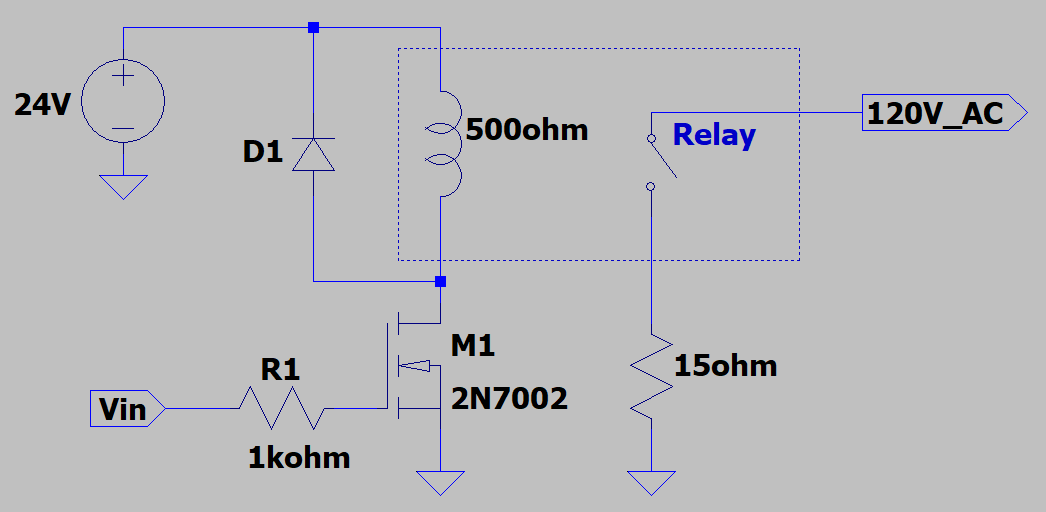 24V
D1
500ohm
Relay
120V_AC
M1
2N7002
R1
Vin
1kohm
15ohm